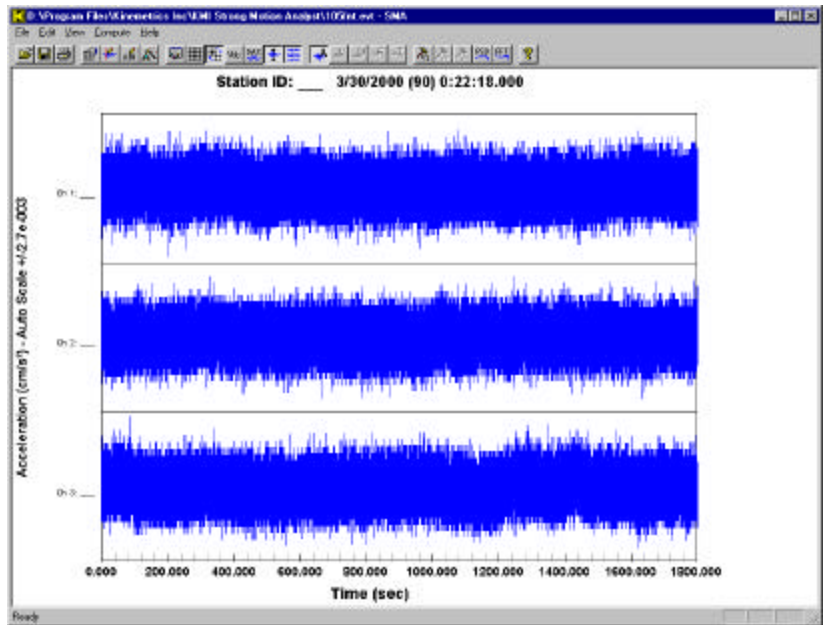 D:\Program Files\Kinemetrics Inc\KMI Strong Motion Analyst\105Int.evt - SMA
File Edit View Compute Help
Station ID: ___ 3/30/2000 (90) 0:22:18.000
Acceleration (cm/s²) - Auto Scale +/-2.7e-003
Ch 1: ___
Ch 2: ___
Ch 3: ___
0.000 200.000 400.000 600.000 800.000 1000.000 1200.000 1400.000 1600.000 1800.000
Time (sec)
Ready